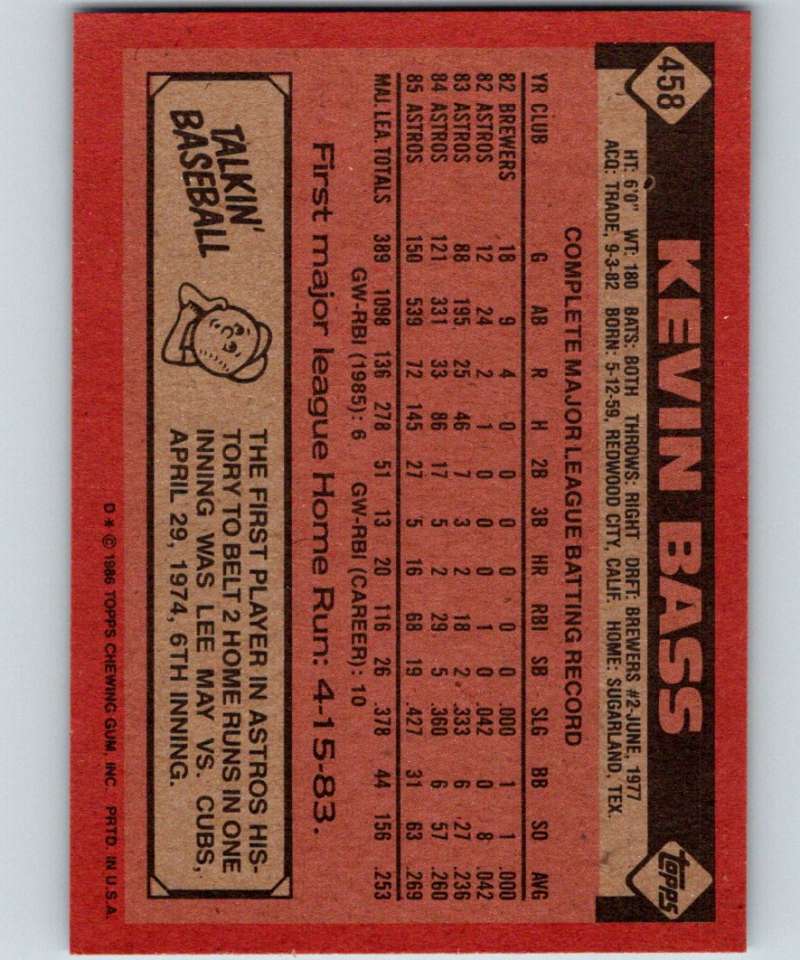 458
KEVIN BASS
topps
HT: 6'0" WT: 180 BATS: BOTH THROWS: RIGHT DRFT: BREWERS #2-JUNE, 1977
ACQ: TRADE, 9-3-82 BORN: 5-12-59, REDWOOD CITY, CALIF. HOME: SUGARLAND, TEX.
COMPLETE MAJOR LEAGUE BATTING RECORD
YR CLUB G AB R H 2B 3B HR RBI SB SLG BB SO AVG
82 BREWERS 18 9 4 0 0 0 0 0 0 .000 1 1 .000
82 ASTROS 12 24 2 1 0 0 0 1 0 .042 0 8 .042
83 ASTROS 88 195 25 46 7 3 2 18 2 .333 6 27 .236
84 ASTROS 121 331 33 86 17 5 2 29 5 .360 6 57 .260
85 ASTROS 150 539 72 145 27 5 16 68 19 .427 31 63 .269
MAJ. LEA. TOTALS 389 1098 136 278 51 13 20 116 26 .378 44 156 .253
GW-RBI (1985): 6 GW-RBI (CAREER): 10
First major league Home Run: 4-15-83.
TALKIN'
BASEBALL
THE FIRST PLAYER IN ASTROS HIS-
TORY TO BELT 2 HOME RUNS IN ONE
INNING WAS LEE MAY VS. CUBS,
APRIL 29, 1974, 6TH INNING.
D * © 1986 TOPPS CHEWING GUM, INC. PRTD. IN U.S.A.